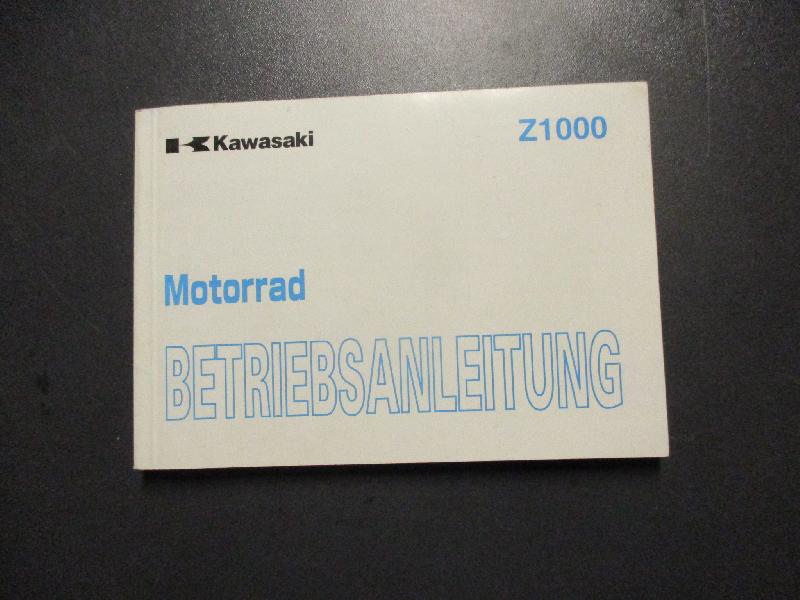 Kawasaki
Z1000
Motorrad
BETRIEBSANLEITUNG